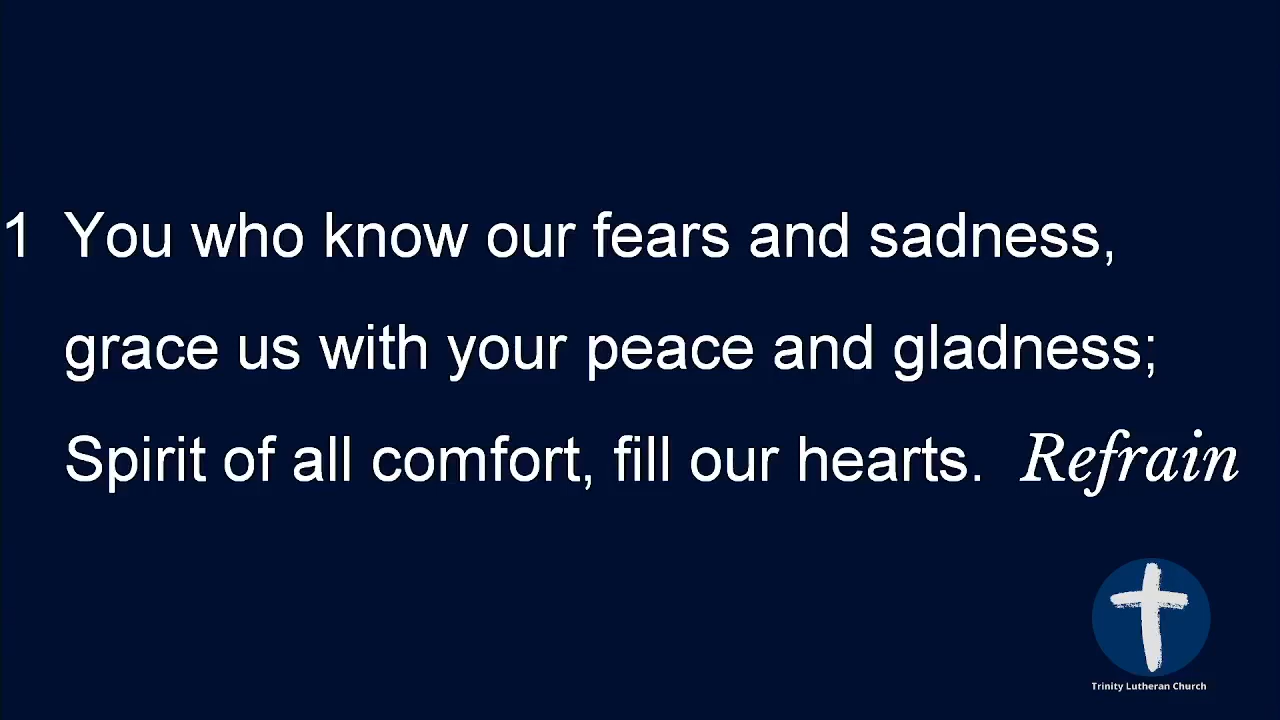 1 You who know our fears and sadness,
grace us with your peace and gladness;
Spirit of all comfort, fill our hearts. Refrain
Trinity Lutheran Church